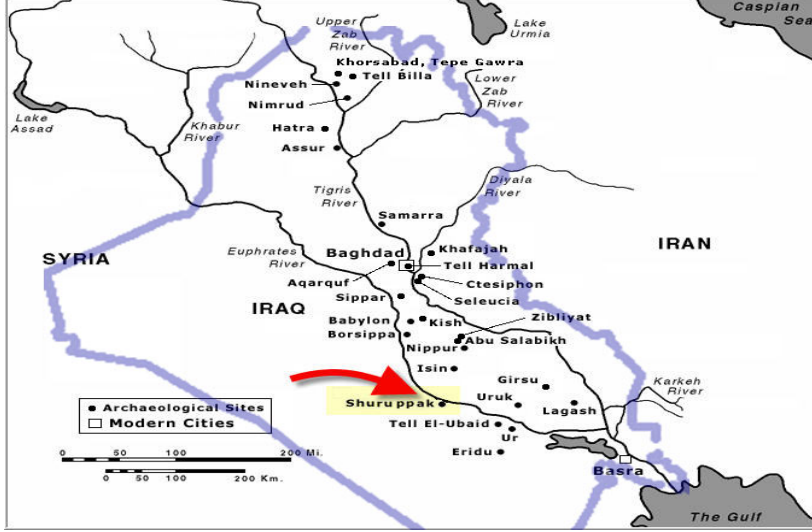 Caspian
Sea
Upper
Zab
River
Lake
Urmia
Khorsabad, Tepe Gawra
Tell Billa
Nineveh
Lower
Zab
River
Nimrud
Lake
Assad
Khabur
River
Hatra
Assur
Tigris
River
Diyala
River
Samarra
SYRIA
Euphrates
River
Baghdad
Khafajah
IRAN
Tell Harmal
Aqarquf
Ctesiphon
Sippar
Seleucia
IRAQ
Babylon
Kish
Zibliyat
Borsippa
Abu Salabikh
Nippur
Isin
Girsu
Karkeh
River
Shuruppak
Uruk
Lagash
Archaeological Sites
Modern Cities
Tell El-Ubaid
Ur
Eridu
0 50 100 200 Mi.
0 50 100 200 Km.
Basra
The Gulf